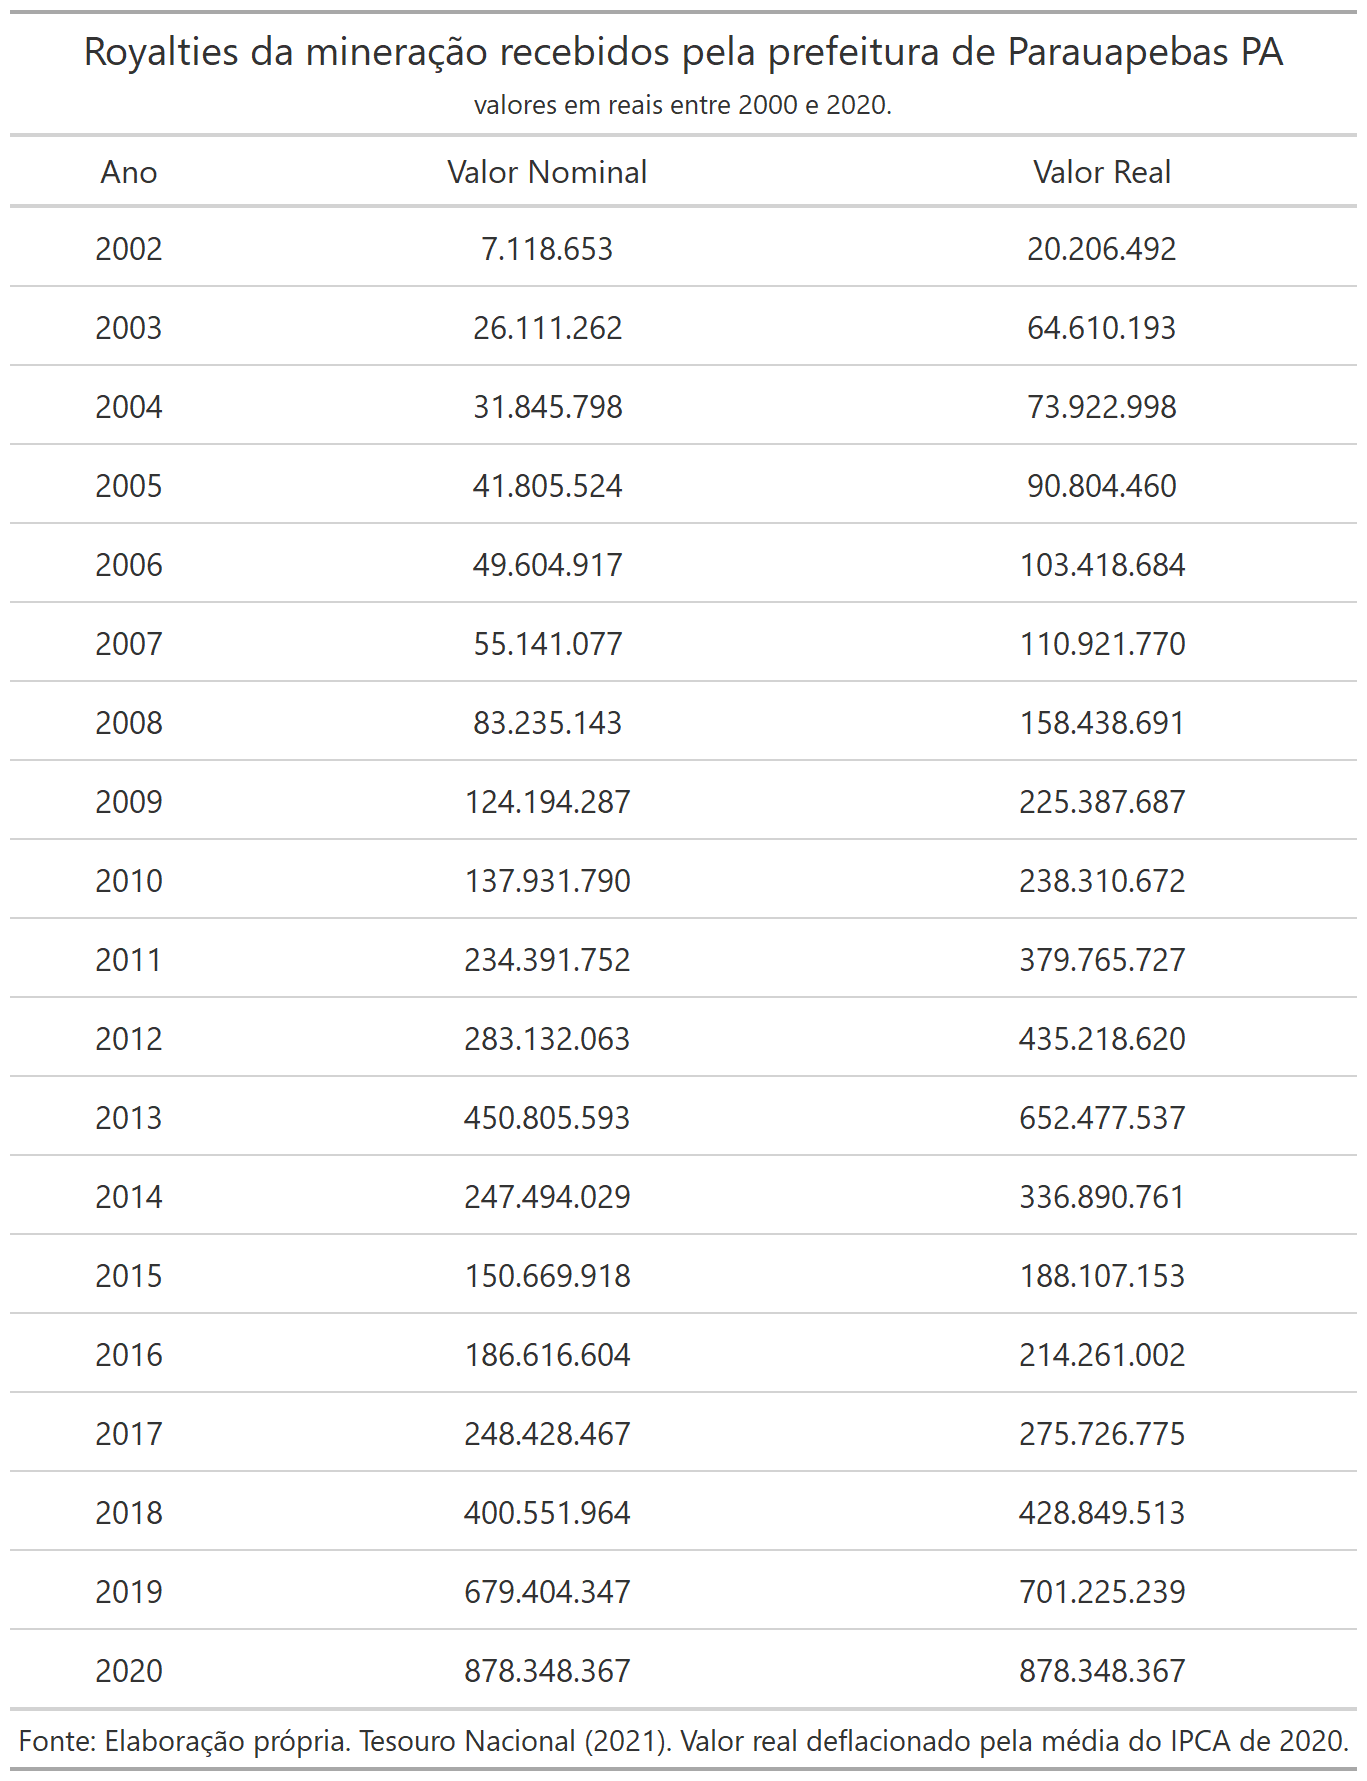 Royalties da mineração recebidos pela prefeitura de Parauapebas PA
valores em reais entre 2000 e 2020.
Ano Valor Nominal Valor Real
2002 7.118.653 20.206.492
2003 26.111.262 64.610.193
2004 31.845.798 73.922.998
2005 41.805.524 90.804.460
2006 49.604.917 103.418.684
2007 55.141.077 110.921.770
2008 83.235.143 158.438.691
2009 124.194.287 225.387.687
2010 137.931.790 238.310.672
2011 234.391.752 379.765.727
2012 283.132.063 435.218.620
2013 450.805.593 652.477.537
2014 247.494.029 336.890.761
2015 150.669.918 188.107.153
2016 186.616.604 214.261.002
2017 248.428.467 275.726.775
2018 400.551.964 428.849.513
2019 679.404.347 701.225.239
2020 878.348.367 878.348.367
Fonte: Elaboração própria. Tesouro Nacional (2021). Valor real deflacionado pela média do IPCA de 2020.